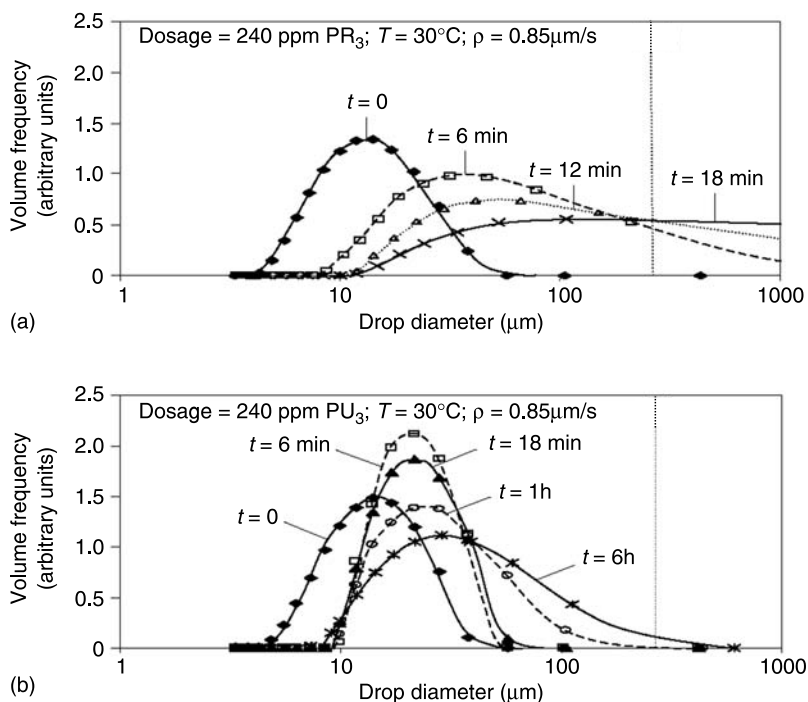 Dosage = 240 ppm PR₃; T = 30°C; ρ = 0.85μm/s
2.5
2.0
1.5
1.0
0.5
0
Volume frequency
(arbitrary units)
t = 0
t = 6 min
t = 12 min
t = 18 min
1
10
100
1000
(a)
Drop diameter (μm)
Dosage = 240 ppm PU₃; T = 30°C; ρ = 0.85μm/s
2.5
2.0
1.5
1.0
0.5
0
Volume frequency
(arbitrary units)
t = 6 min
t = 18 min
t = 1h
t = 0
t = 6h
1
10
100
1000
(b)
Drop diameter (μm)